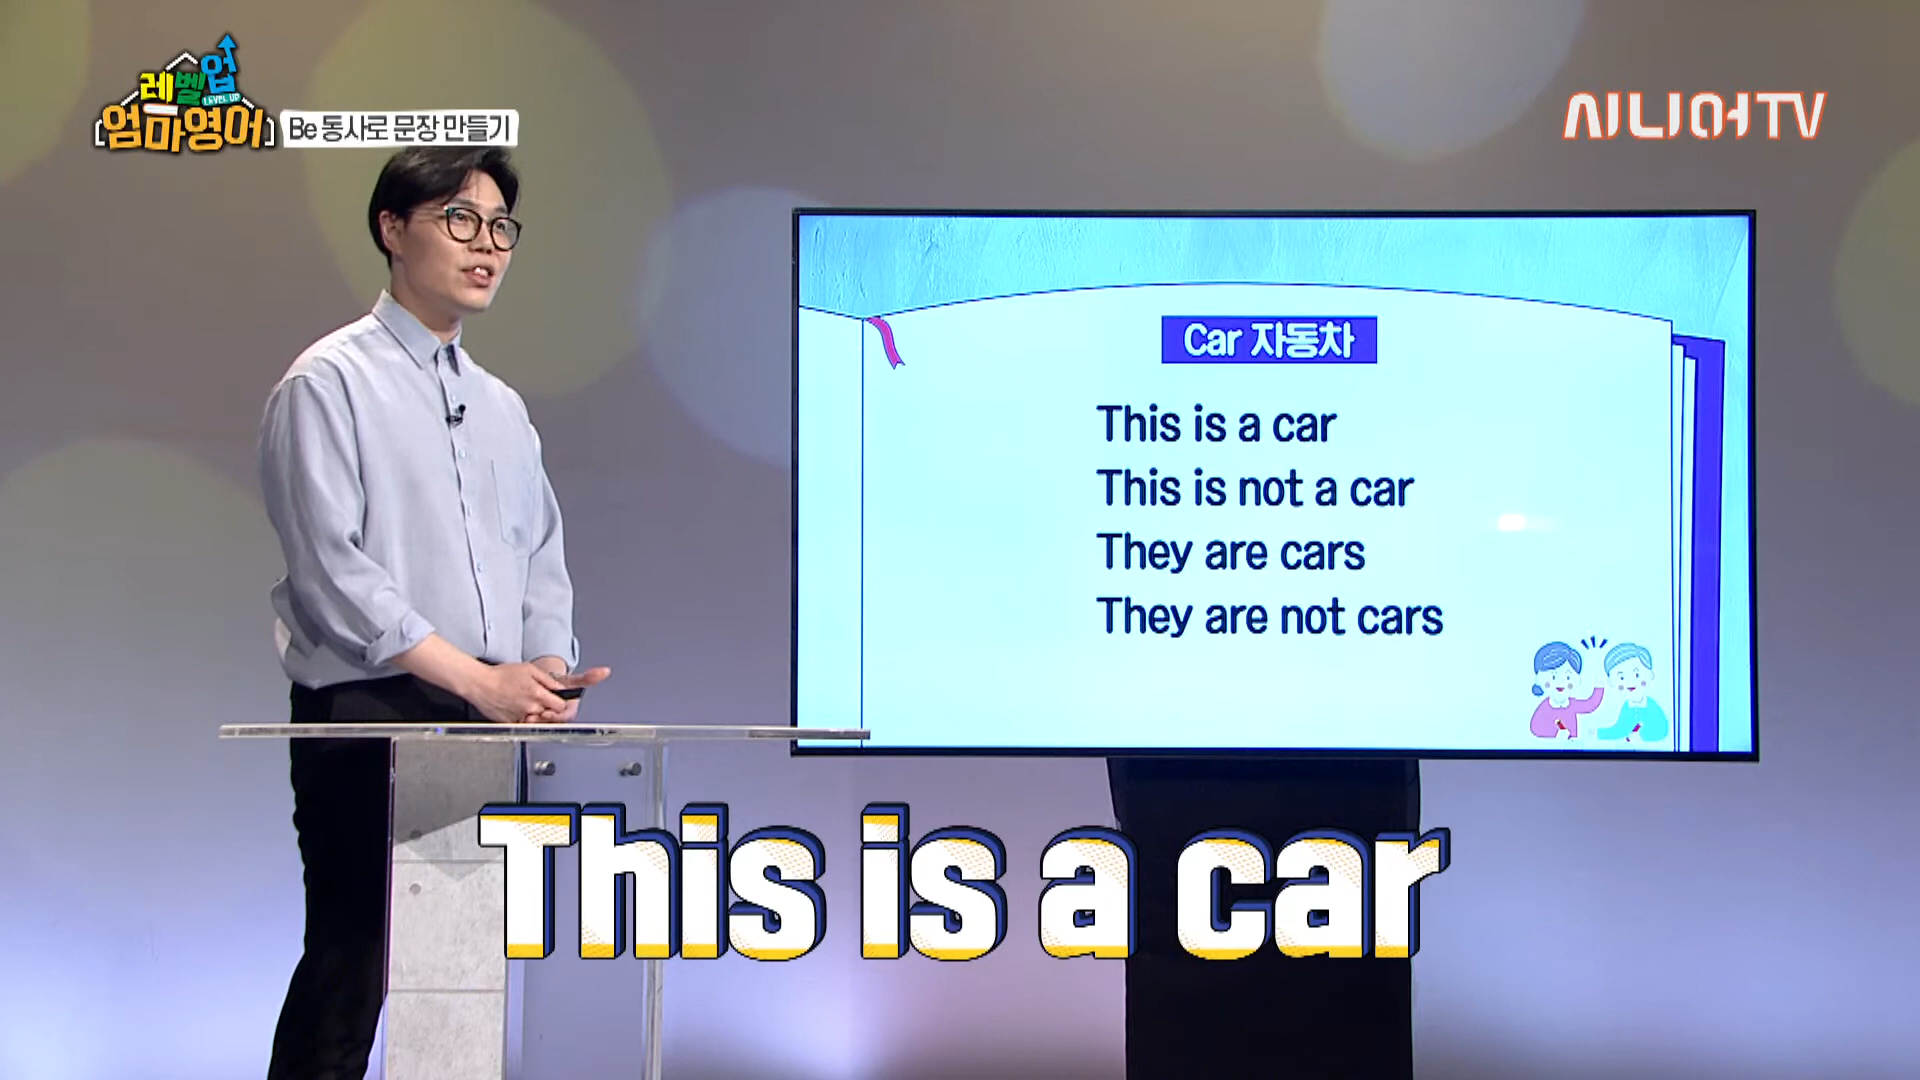 레벨업
LEVEL UP
엄마영어
Be 동사로 문장 만들기
시니어TV
Car 자동차
This is a car
This is not a car
They are cars
They are not cars
This is a car